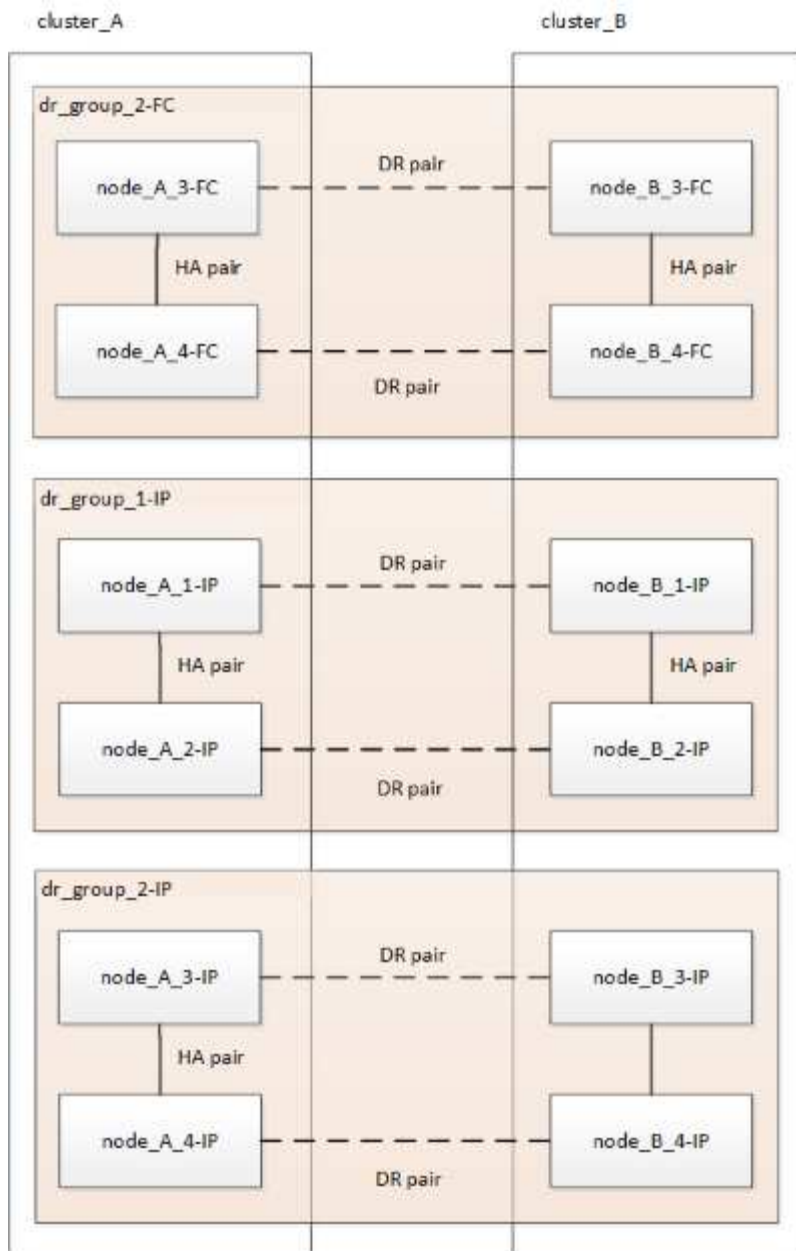 cluster_A
cluster_B
dr_group_2-FC
DR pair
node_A_3-FC
node_B_3-FC
HA pair
HA pair
node_A_4-FC
node_B_4-FC
DR pair
dr_group_1-IP
DR pair
node_A_1-IP
node_B_1-IP
HA pair
HA pair
node_A_2-IP
node_B_2-IP
DR pair
dr_group_2-IP
DR pair
node_A_3-IP
node_B_3-IP
HA pair
node_A_4-IP
node_B_4-IP
DR pair